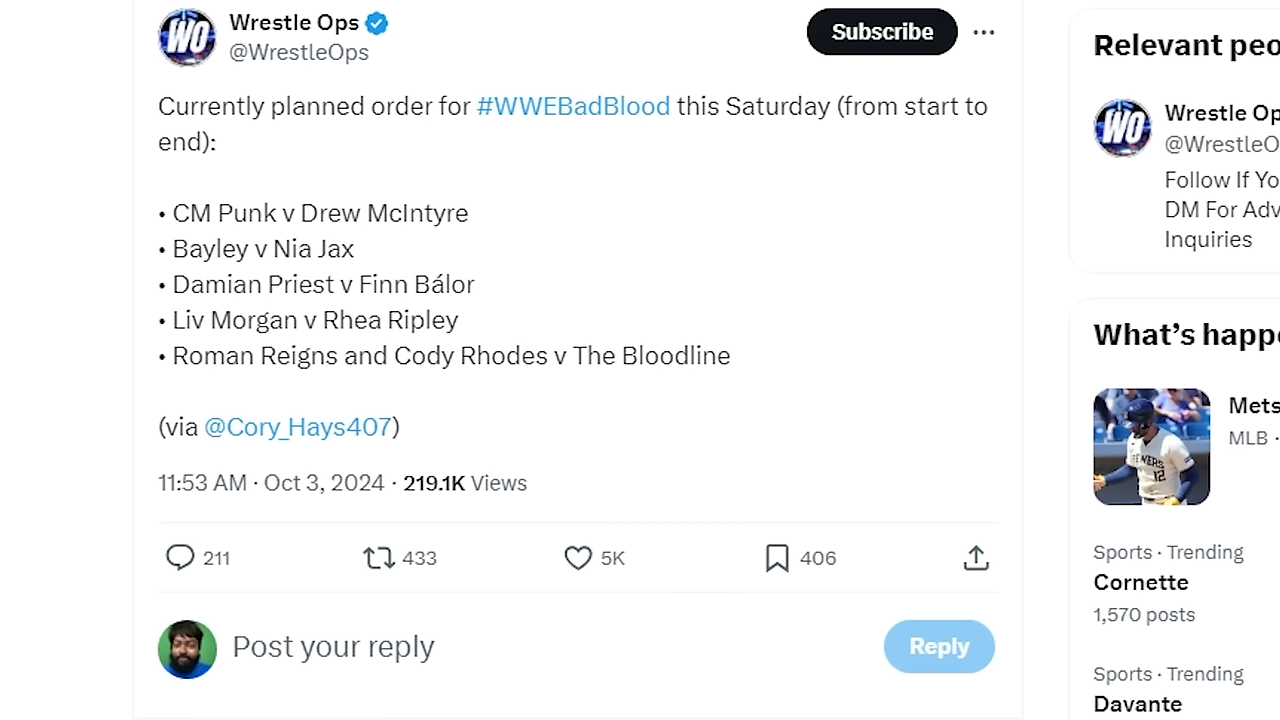 WO
Wrestle Ops
@WrestleOps
Subscribe
Currently planned order for #WWEBadBlood this Saturday (from start to
end):
• CM Punk v Drew McIntyre
• Bayley v Nia Jax
• Damian Priest v Finn Bálor
• Liv Morgan v Rhea Ripley
• Roman Reigns and Cody Rhodes v The Bloodline
(via @Cory_Hays407)
11:53 AM · Oct 3, 2024 · 219.1K Views
211 433 5K 406
Post your reply
Reply
Relevant peo
WO
Wrestle Op
@WrestleO
Follow If Yo
DM For Adv
Inquiries
What's happe
Mets
MLB ·
BREWERS
12
Sports · Trending
Cornette
1,570 posts
Sports · Trending
Davante